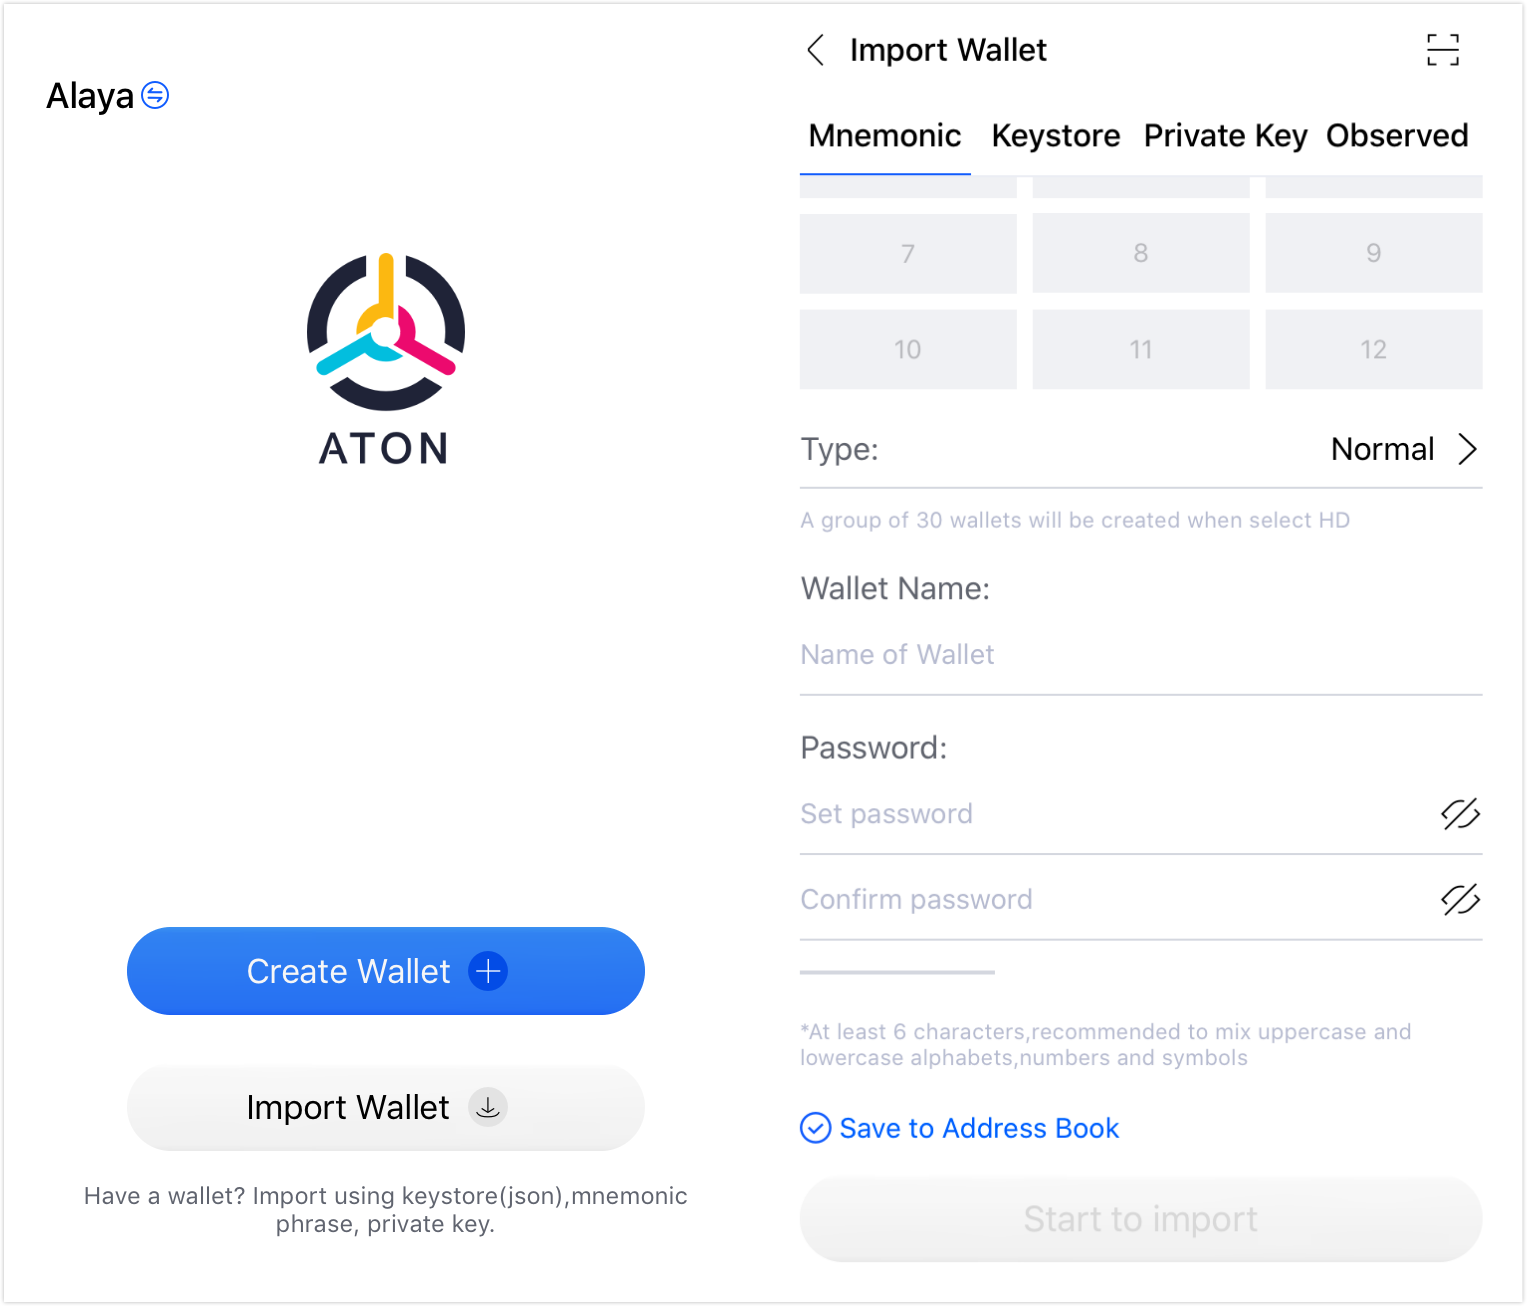 Alaya
ATON
Create Wallet
Import Wallet
Have a wallet? Import using keystore(json),mnemonic
phrase, private key.
Import Wallet
Mnemonic Keystore Private Key Observed
7 8 9
10 11 12
Type: Normal
A group of 30 wallets will be created when select HD
Wallet Name:
Name of Wallet
Password:
Set password
Confirm password
*At least 6 characters,recommended to mix uppercase and
lowercase alphabets,numbers and symbols
Save to Address Book
Start to import